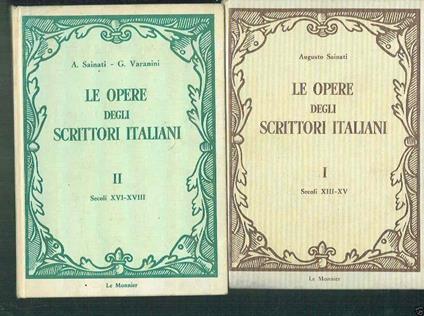 A. Sainati - G. Varanini
LE OPERE
DEGLI
SCRITTORI ITALIANI
II
Secoli XVI-XVIII
Le Monnier
Augusto Sainati
LE OPERE
DEGLI
SCRITTORI ITALIANI
I
Secoli XIII-XV
Le Monnier